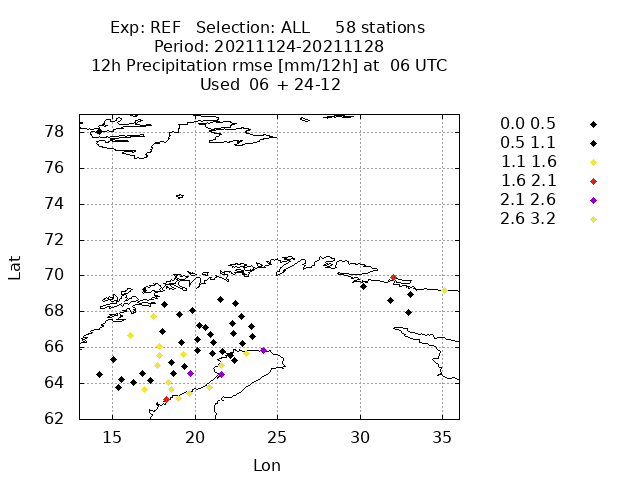 Exp: REF Selection: ALL 58 stations
Period: 20211124-20211128
12h Precipitation rmse [mm/12h] at 06 UTC
Used 06 + 24-12
0.0 0.5
0.5 1.1
1.1 1.6
1.6 2.1
2.1 2.6
2.6 3.2
78
76
74
72
70
68
66
64
62
Lat
15 20 25 30 35
Lon